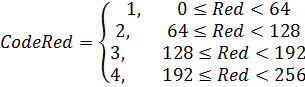 CodeRed = { 1, 0 ≤ Red < 64
2, 64 ≤ Red < 128
3, 128 ≤ Red < 192
4, 192 ≤ Red < 256